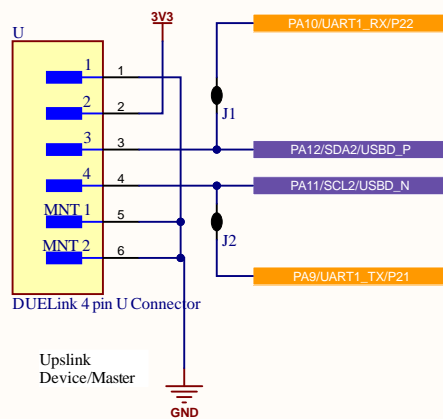 U
3V3
PA10/UART1_RX/P22
1
1
2
2
J1
3
3
PA12/SDA2/USBD_P
4
4
PA11/SCL2/USBD_N
MNT 1
5
J2
MNT 2
6
PA9/UART1_TX/P21
DUELink 4 pin U Connector
Upslink
Device/Master
GND